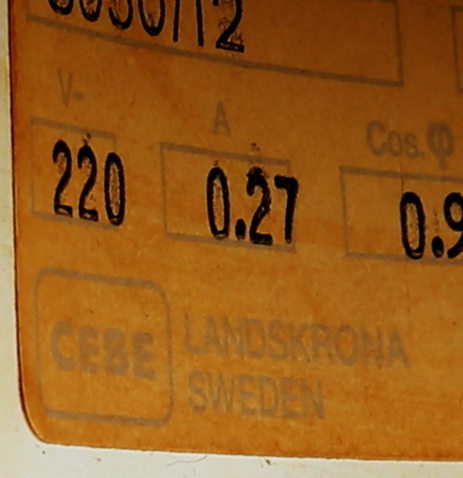 V- A Cos.φ
220 0.27 0.9
CEBE LANDSKRONA
SWEDEN